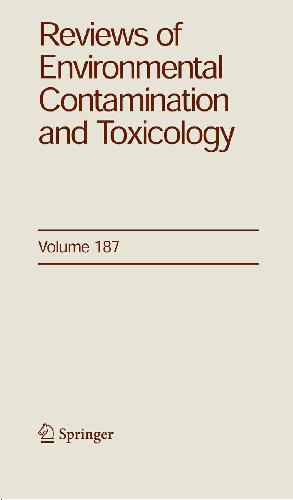 Reviews of
Environmental
Contamination
and Toxicology
Volume 187
Springer